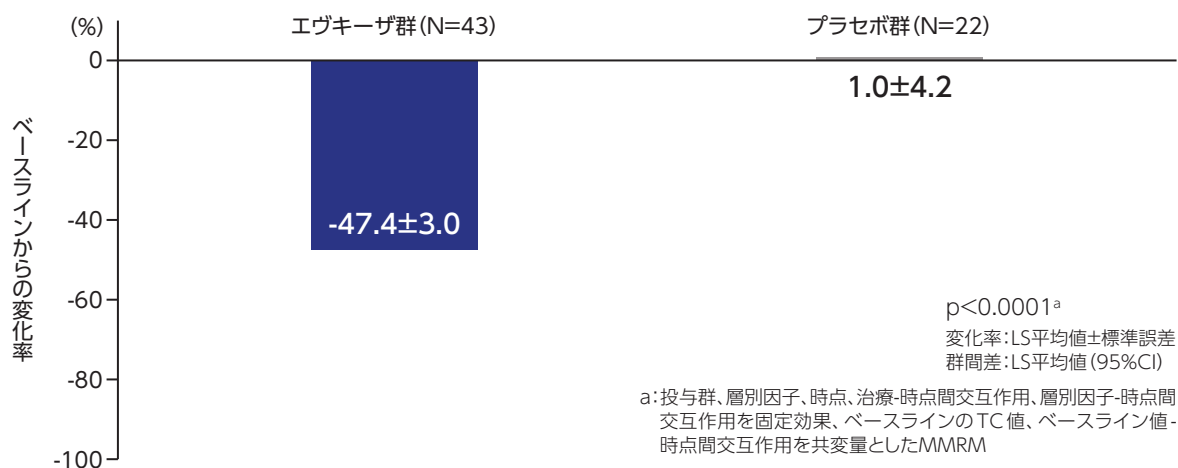 (%)
エヴキーザ群(N=43)
プラセボ群(N=22)
0
-20
-40
-60
-80
-100
ベースラインからの変化率
-47.4±3.0
1.0±4.2
p<0.0001ᵃ
変化率:LS平均値±標準誤差
群間差:LS平均値(95%CI)
a:投与群、層別因子、時点、治療-時点間交互作用、層別因子-時点間
交互作用を固定効果、ベースラインのTC値、ベースライン値-
時点間交互作用を共変量としたMMRM